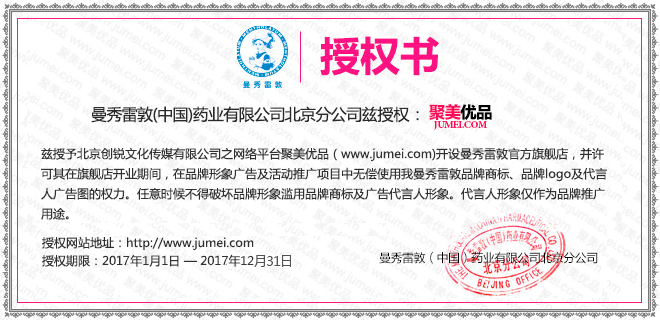 曼秀雷敦
授权书
曼秀雷敦(中国)药业有限公司北京分公司兹授权：聚美优品
JUMEI.COM
兹授予北京创锐文化传媒有限公司之网络平台聚美优品（www.jumei.com)开设曼秀雷敦官方旗舰店，并许
可其在旗舰店开业期间，在品牌形象广告及活动推广项目中无偿使用我曼秀雷敦品牌商标、品牌logo及代言
人广告图的权力。任意时候不得破坏品牌形象滥用品牌商标及广告代言人形象。代言人形象仅作为品牌推广
用途。
授权网站地址：http://www.jumei.com
授权期限：2017年1月1日 — 2017年12月31日
曼秀雷敦（中国)药业有限公司北京分公司
BEIJING OFFICE